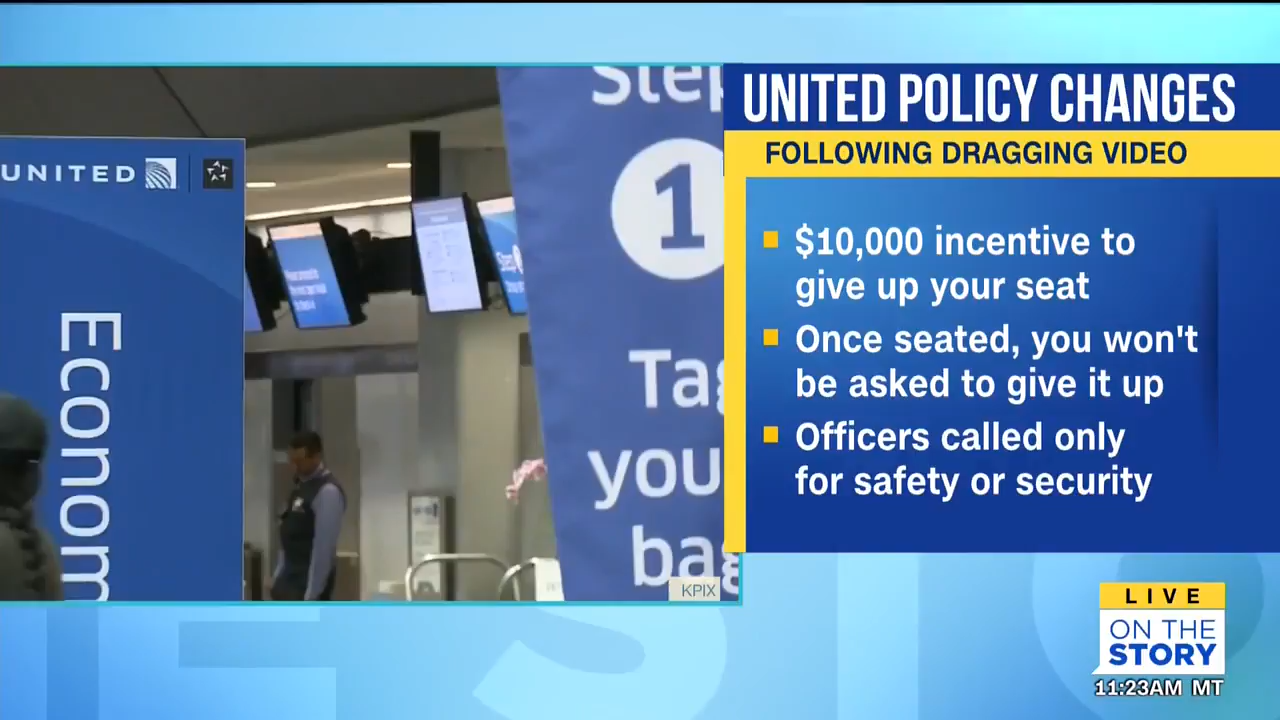 UNITED POLICY CHANGES
FOLLOWING DRAGGING VIDEO
$10,000 incentive to
give up your seat
Once seated, you won't
be asked to give it up
Officers called only
for safety or security
UNITED
Econom
Step
1
Tag
you
bag
Step
KPIX
LIVE
ON THE
STORY
11:23AM MT